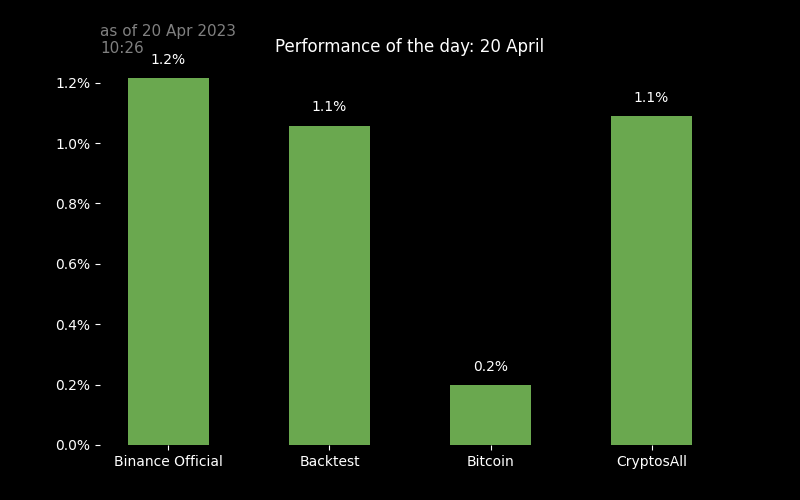 as of 20 Apr 2023
10:26
Performance of the day: 20 April
1.2%
1.1%
0.2%
1.1%
1.2%
1.0%
0.8%
0.6%
0.4%
0.2%
0.0%
Binance Official
Backtest
Bitcoin
CryptosAll